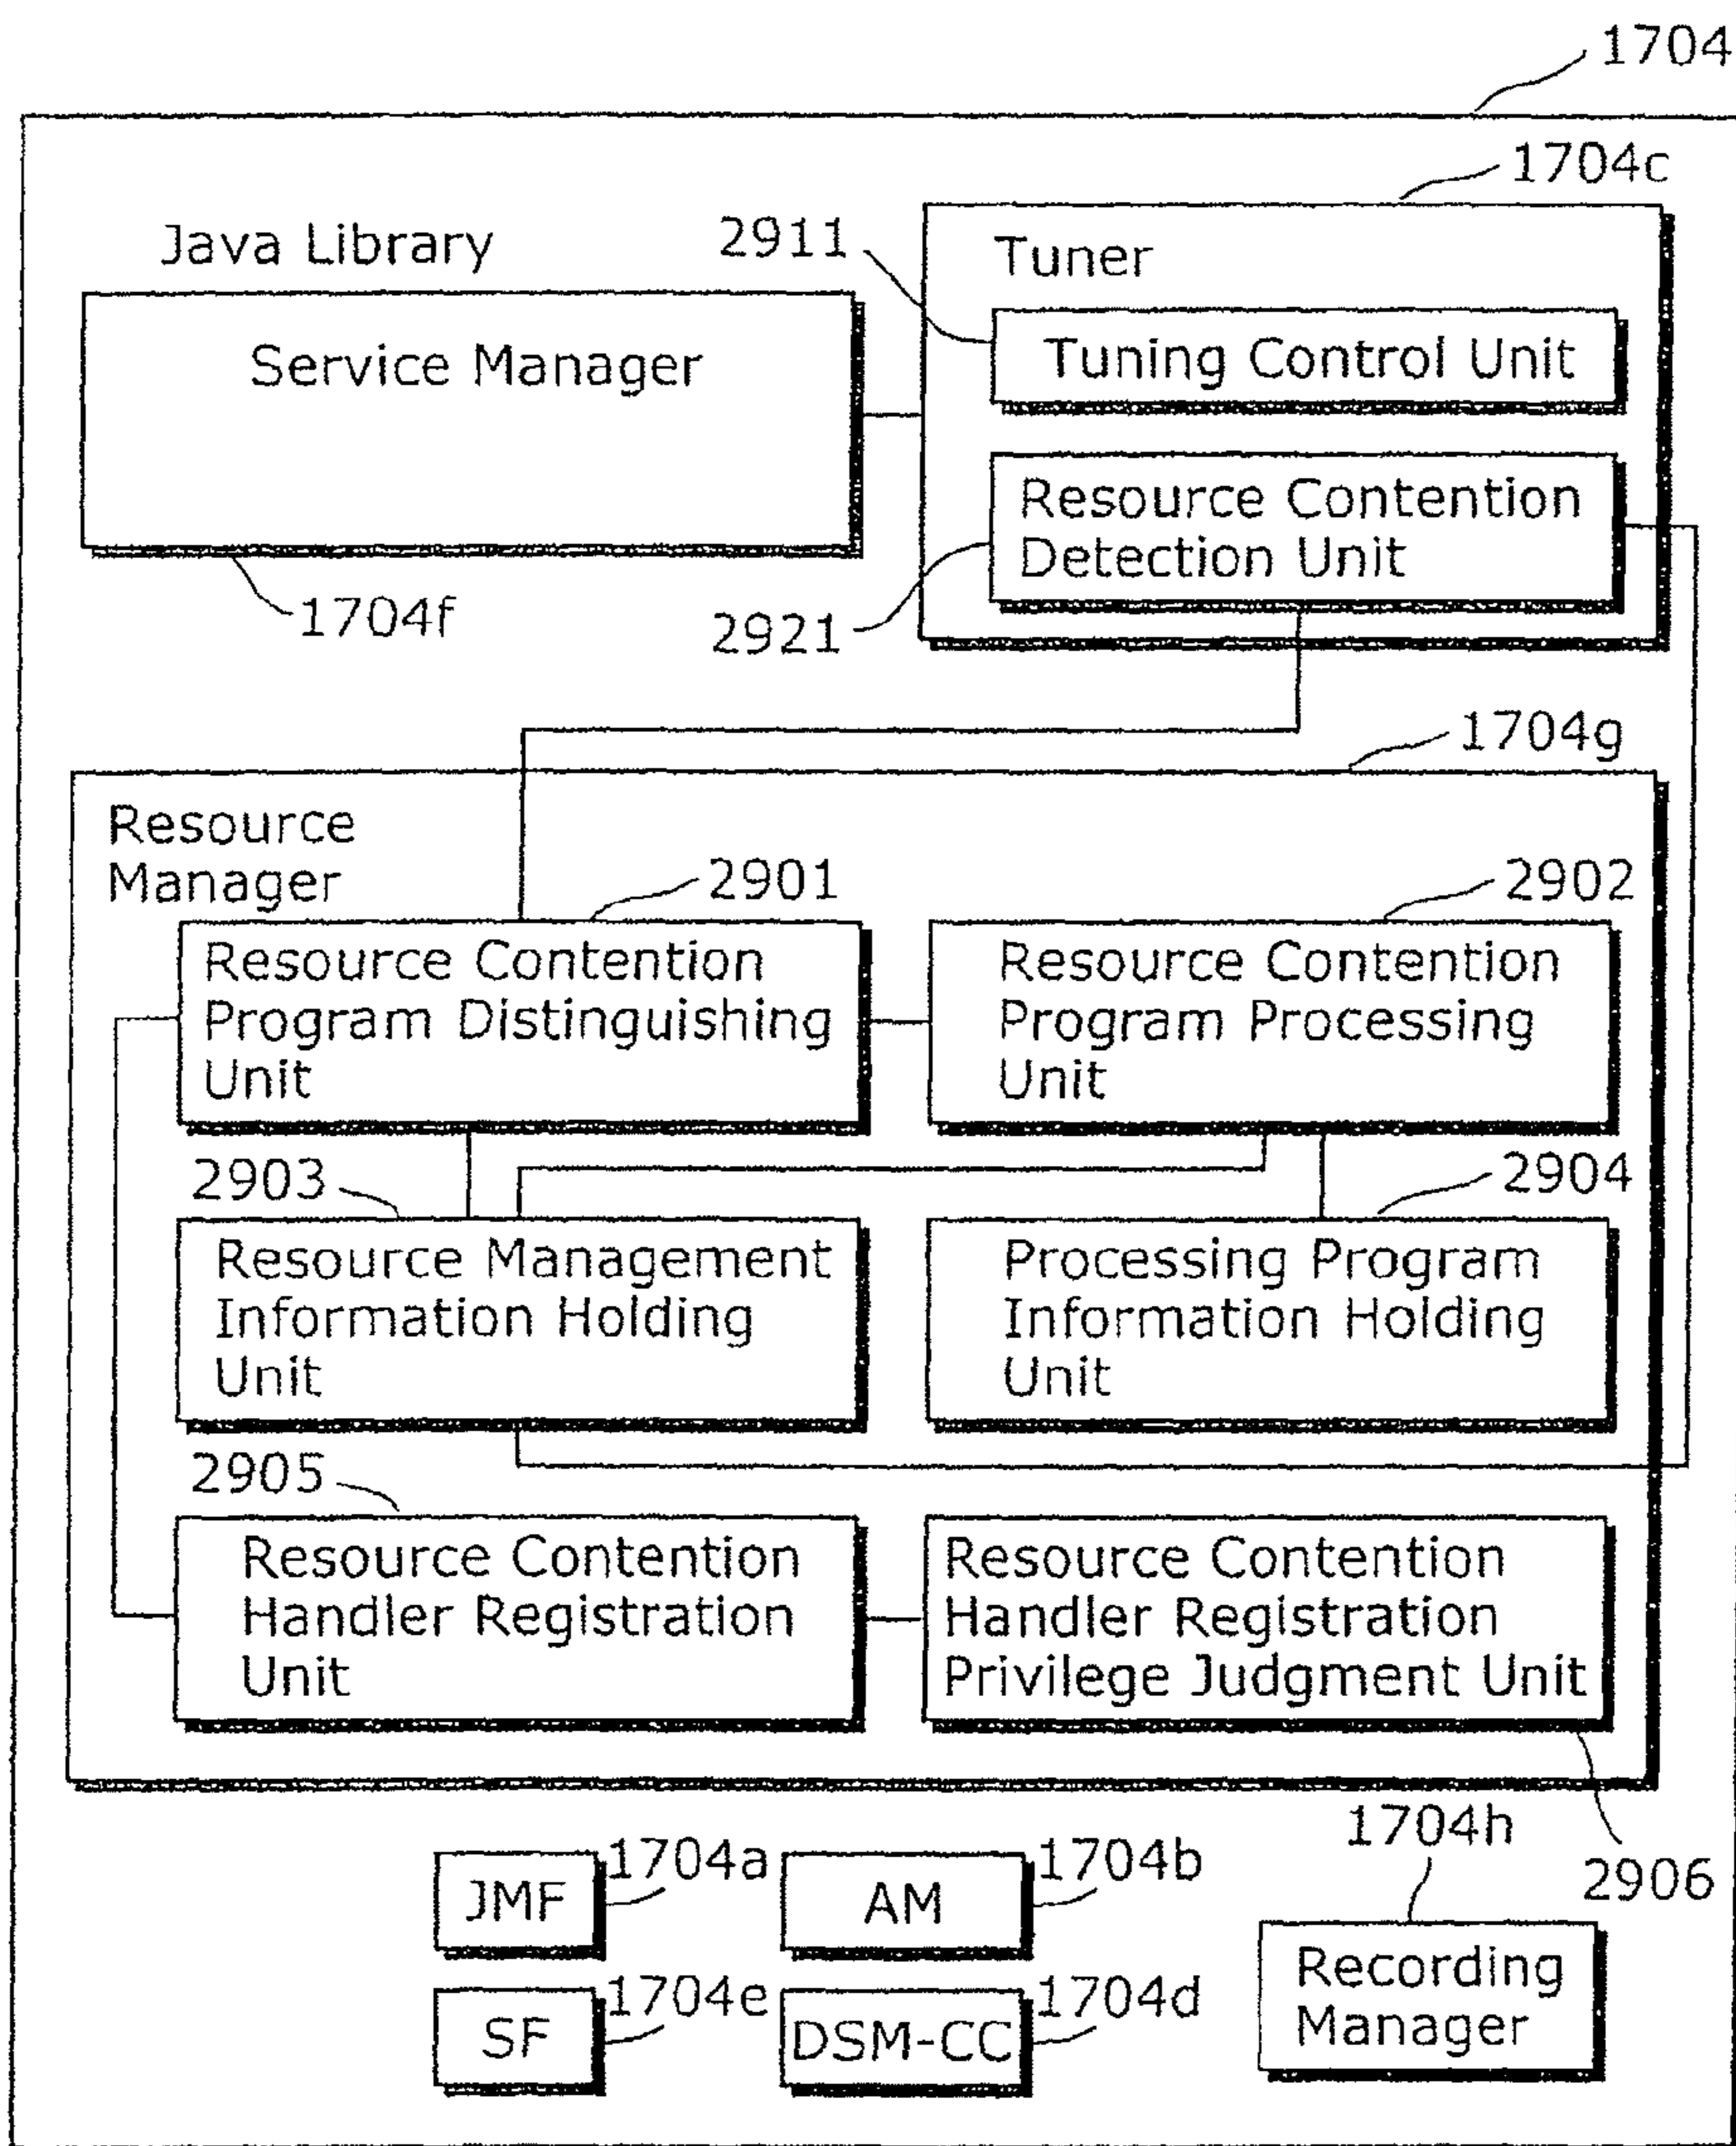 1704
1704c
Java Library
2911
Tuner
Service Manager
Tuning Control Unit
Resource Contention
Detection Unit
1704f
2921
1704g
Resource
Manager
2901
2902
Resource Contention
Program Distinguishing
Unit
Resource Contention
Program Processing
Unit
2903
2904
Resource Management
Information Holding
Unit
Processing Program
Information Holding
Unit
2905
Resource Contention
Handler Registration
Unit
Resource Contention
Handler Registration
Privilege Judgment Unit
1704h
2906
JMF
1704a
AM
1704b
SF
1704e
DSM-CC
1704d
Recording
Manager